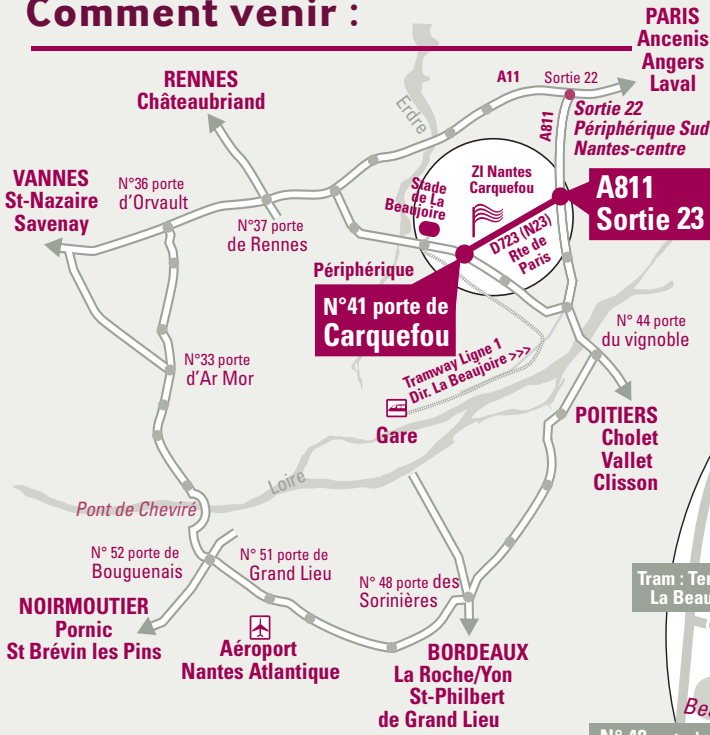 Comment venir :
PARIS
Ancenis
Angers
Laval
RENNES
Châteaubriand
A11
Sortie 22
Erdre
A811
Sortie 22
Périphérique Sud
Nantes-centre
VANNES
St-Nazaire
Savenay
N°36 porte
d'Orvault
N°37 porte
de Rennes
Stade
de La
Beaujoire
ZI Nantes
Carquefou
A811
Sortie 23
D723 (N23)
Rte de
Paris
Périphérique
N°41 porte de
Carquefou
N° 44 porte
du vignoble
N°33 porte
d'Ar Mor
Tramway Ligne 1
Dir. La Beaujoire >>>
Gare
POITIERS
Cholet
Vallet
Clisson
Loire
Pont de Cheviré
N° 52 porte de
Bouguenais
N° 51 porte de
Grand Lieu
N° 48 porte des
Sorinières
Tram : Ter
La Beau
NOIRMOUTIER
Pornic
St Brévin les Pins
Aéroport
Nantes Atlantique
BORDEAUX
La Roche/Yon
St-Philbert
de Grand Lieu
Be